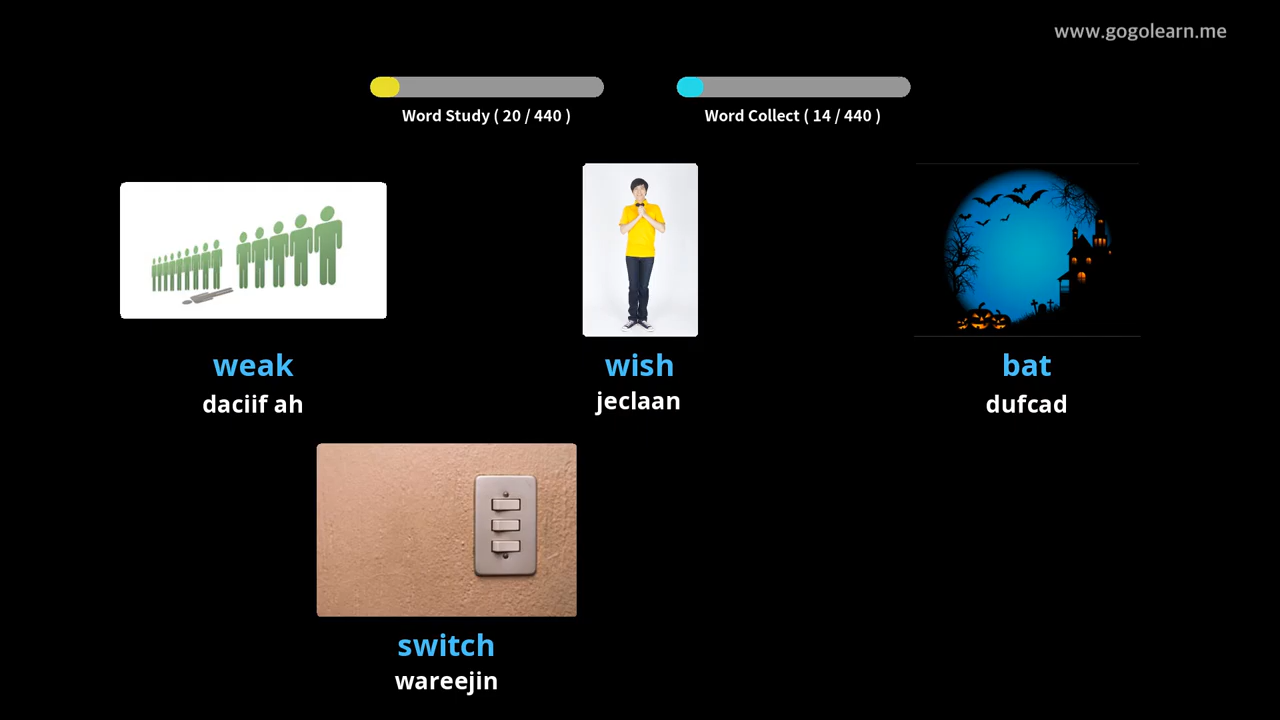 www.gogolearn.me
Word Study ( 20 / 440 )
Word Collect ( 14 / 440 )
weak
daciif ah
wish
jeclaan
bat
dufcad
switch
wareejin